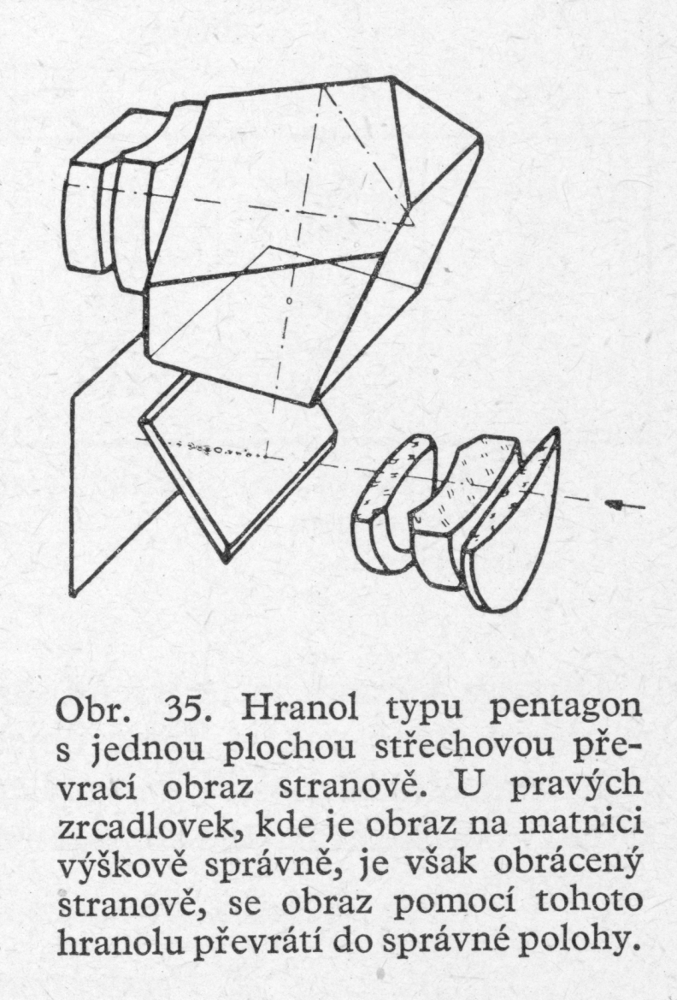 Obr. 35. Hranol typu pentagon
s jednou plochou střechovou pře-
vrací obraz stranově. U pravých
zrcadlovek, kde je obraz na matnici
výškově správně, je však obrácený
stranově, se obraz pomocí tohoto
hranolu převrátí do správné polohy.